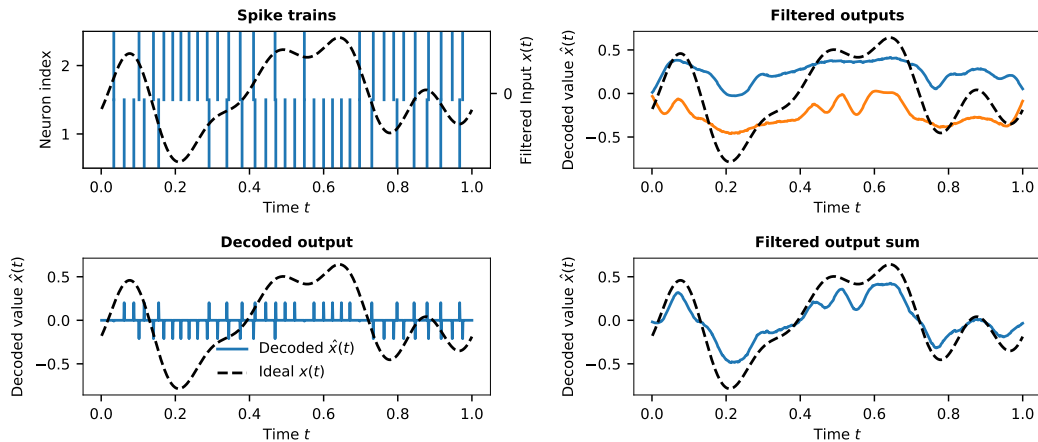 Spike trains
Neuron index
2
1
Filtered Input x(t)
0
0.0 0.2 0.4 0.6 0.8 1.0
Time t
Filtered outputs
Decoded value x̂(t)
0.5
0.0
−0.5
0.0 0.2 0.4 0.6 0.8 1.0
Time t
Decoded output
Decoded value x̂(t)
0.5
0.0
−0.5
Decoded x̂(t)
Ideal x(t)
0.0 0.2 0.4 0.6 0.8 1.0
Time t
Filtered output sum
Decoded value x̂(t)
0.5
0.0
−0.5
0.0 0.2 0.4 0.6 0.8 1.0
Time t